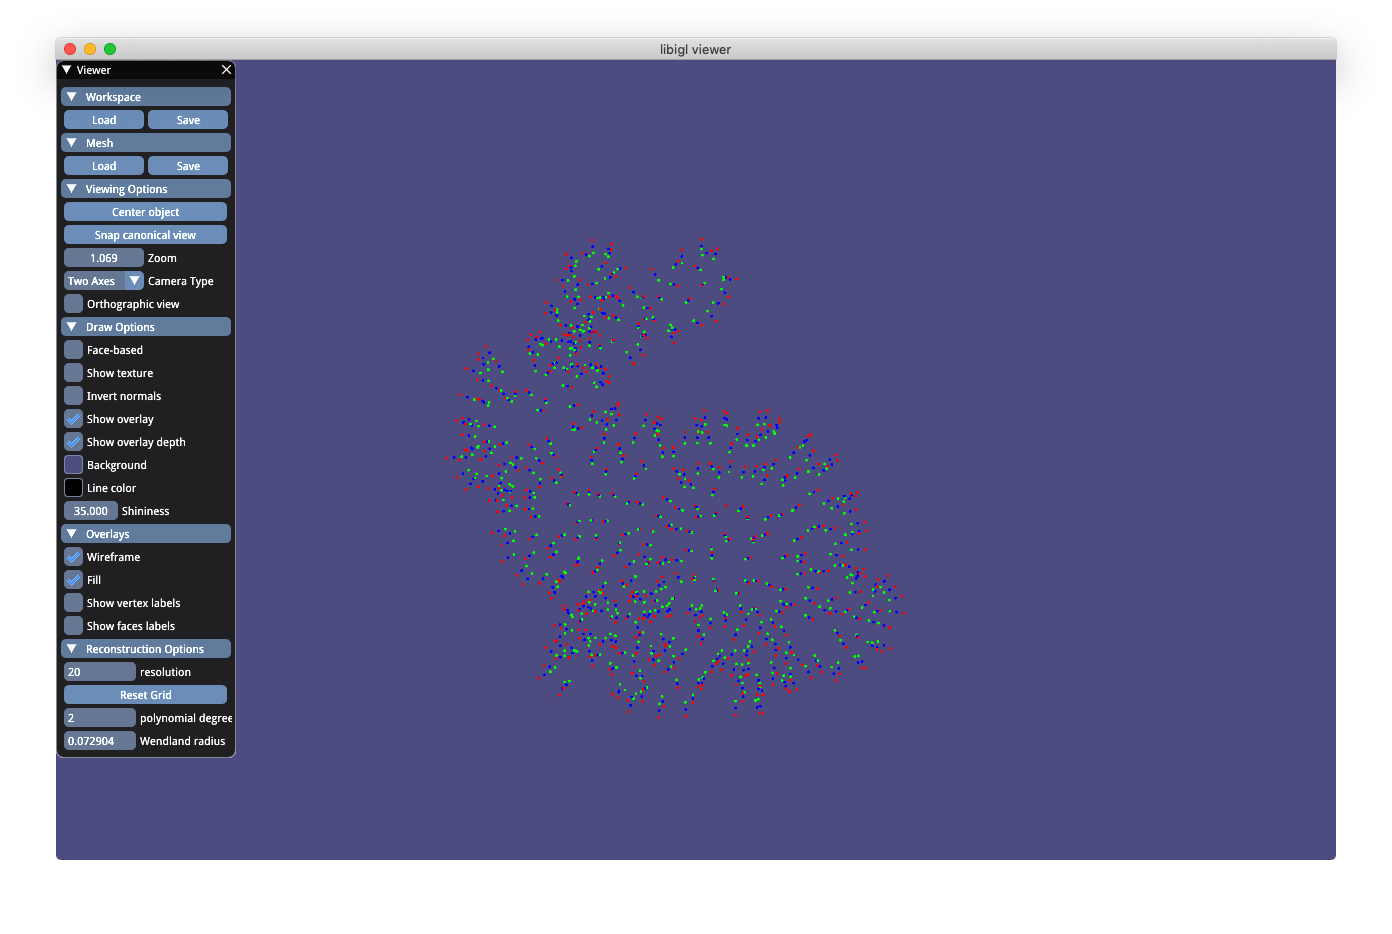 libigl viewer
Viewer
Workspace
Load Save
Mesh
Load Save
Viewing Options
Center object
Snap canonical view
1.069 Zoom
Two Axes Camera Type
Orthographic view
Draw Options
Face-based
Show texture
Invert normals
Show overlay
Show overlay depth
Background
Line color
35.000 Shininess
Overlays
Wireframe
Fill
Show vertex labels
Show faces labels
Reconstruction Options
20 resolution
Reset Grid
2 polynomial degree
0.072904 Wendland radius